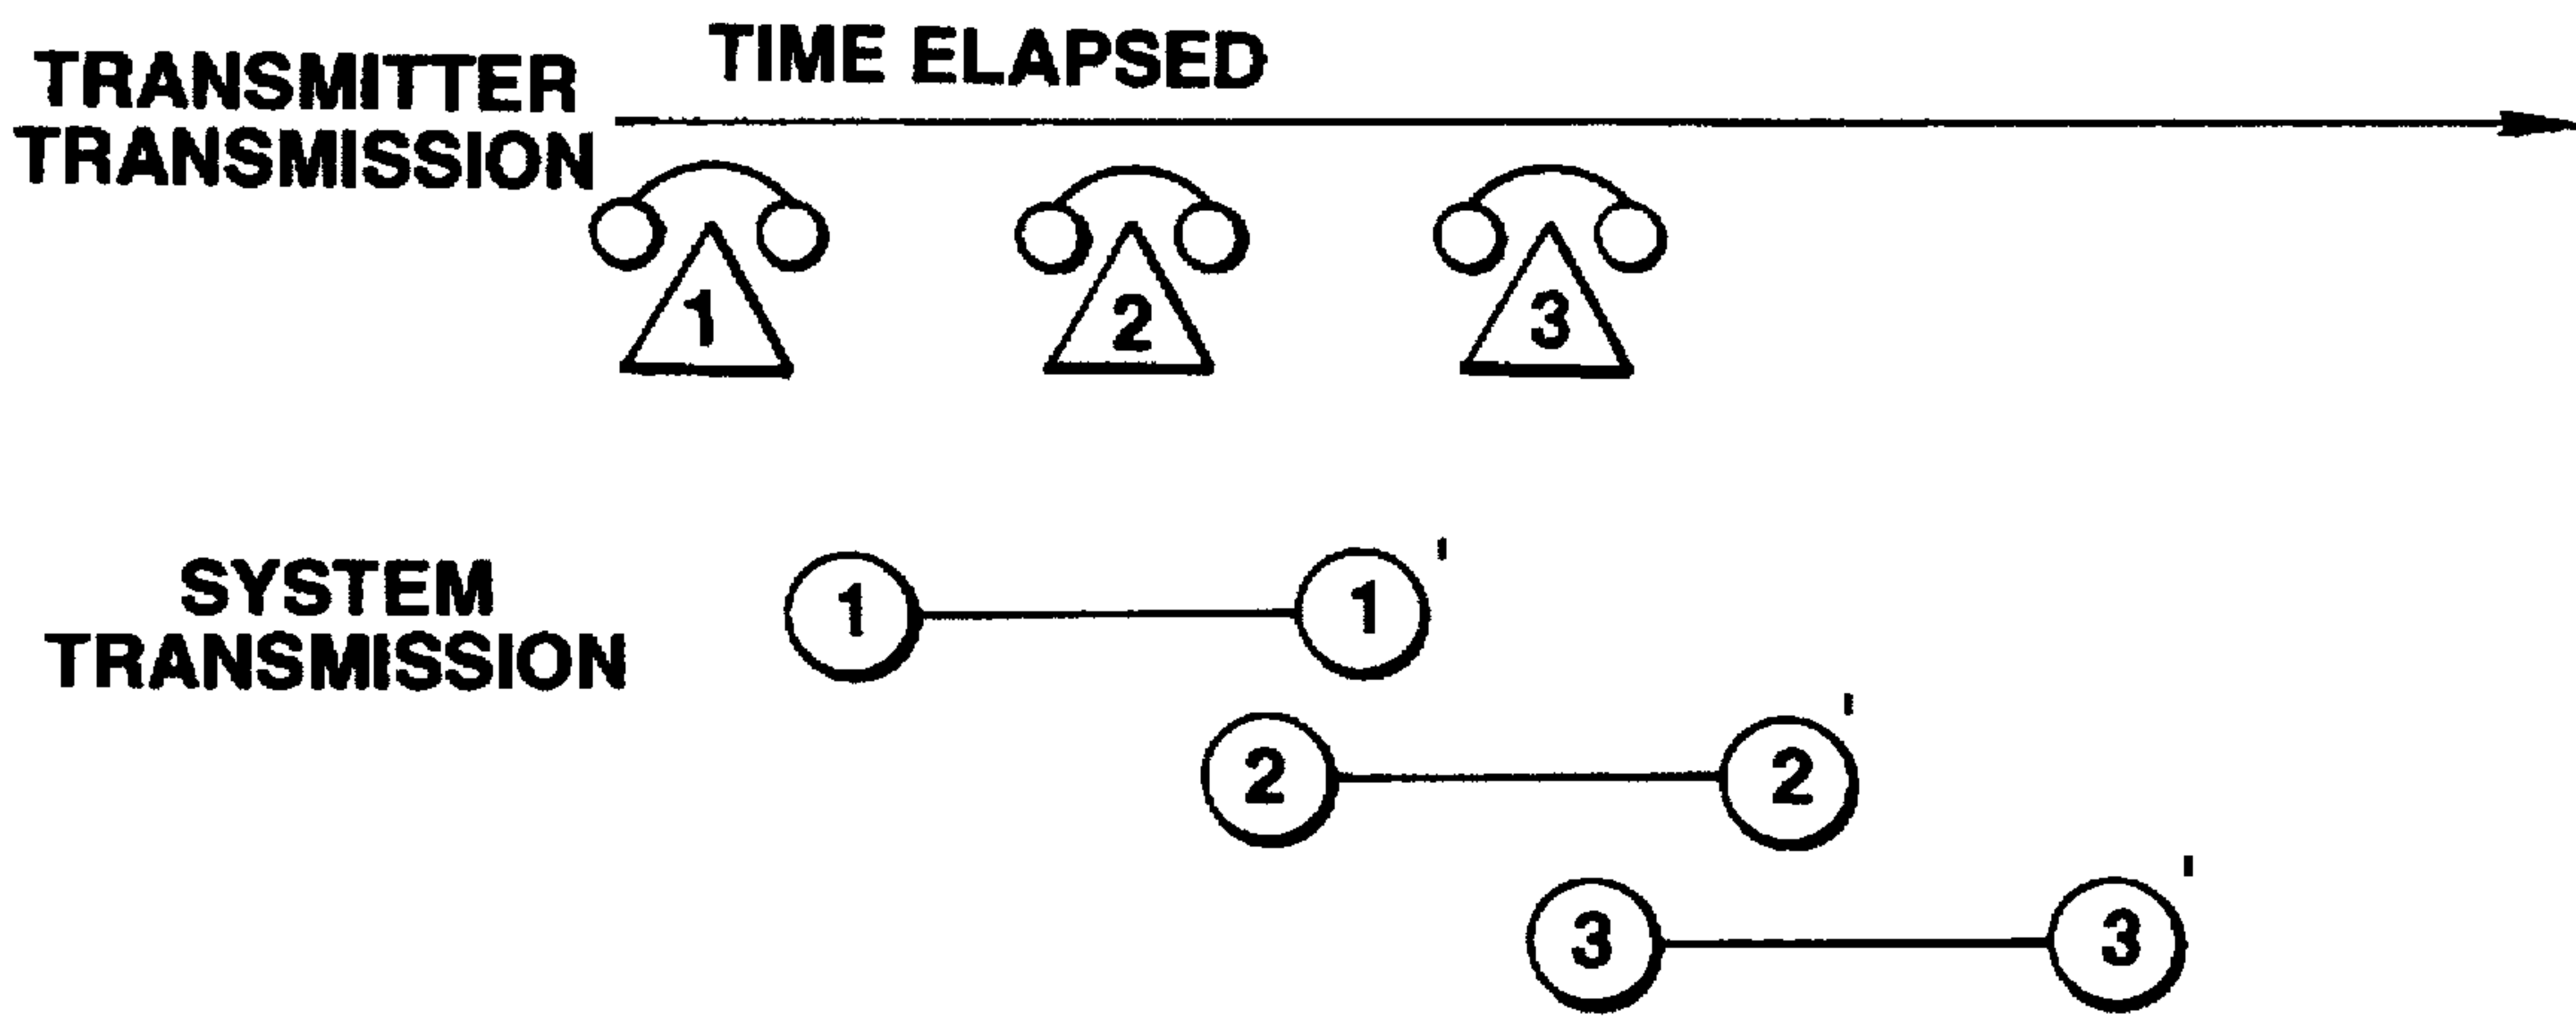 TIME ELAPSED
TRANSMITTER
TRANSMISSION
1 2 3
SYSTEM
TRANSMISSION
1 1'
2 2'
3 3'